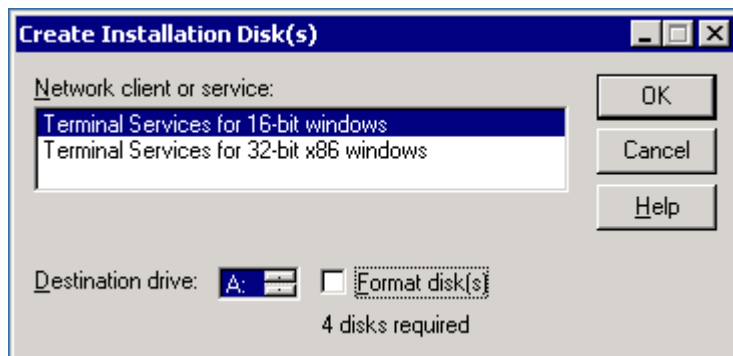 Create Installation Disk(s)
Network client or service:
Terminal Services for 16-bit windows
Terminal Services for 32-bit x86 windows
OK
Cancel
Help
Destination drive: A: Format disk(s)
4 disks required